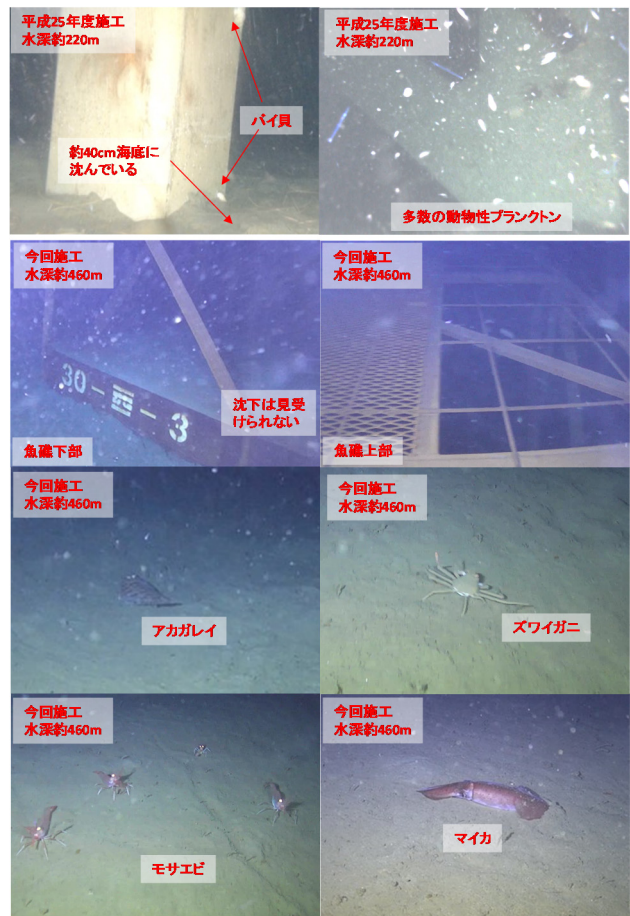 平成25年度施工
水深約220m
バイ貝
約40cm海底に
沈んでいる
平成25年度施工
水深約220m
多数の動物性プランクトン
今回施工
水深約460m
30-Ⅲ-3
沈下は見受
けられない
魚礁下部
今回施工
水深約460m
魚礁上部
今回施工
水深約460m
アカガレイ
今回施工
水深約460m
ズワイガニ
今回施工
水深約460m
モサエビ
今回施工
水深約460m
マイカ